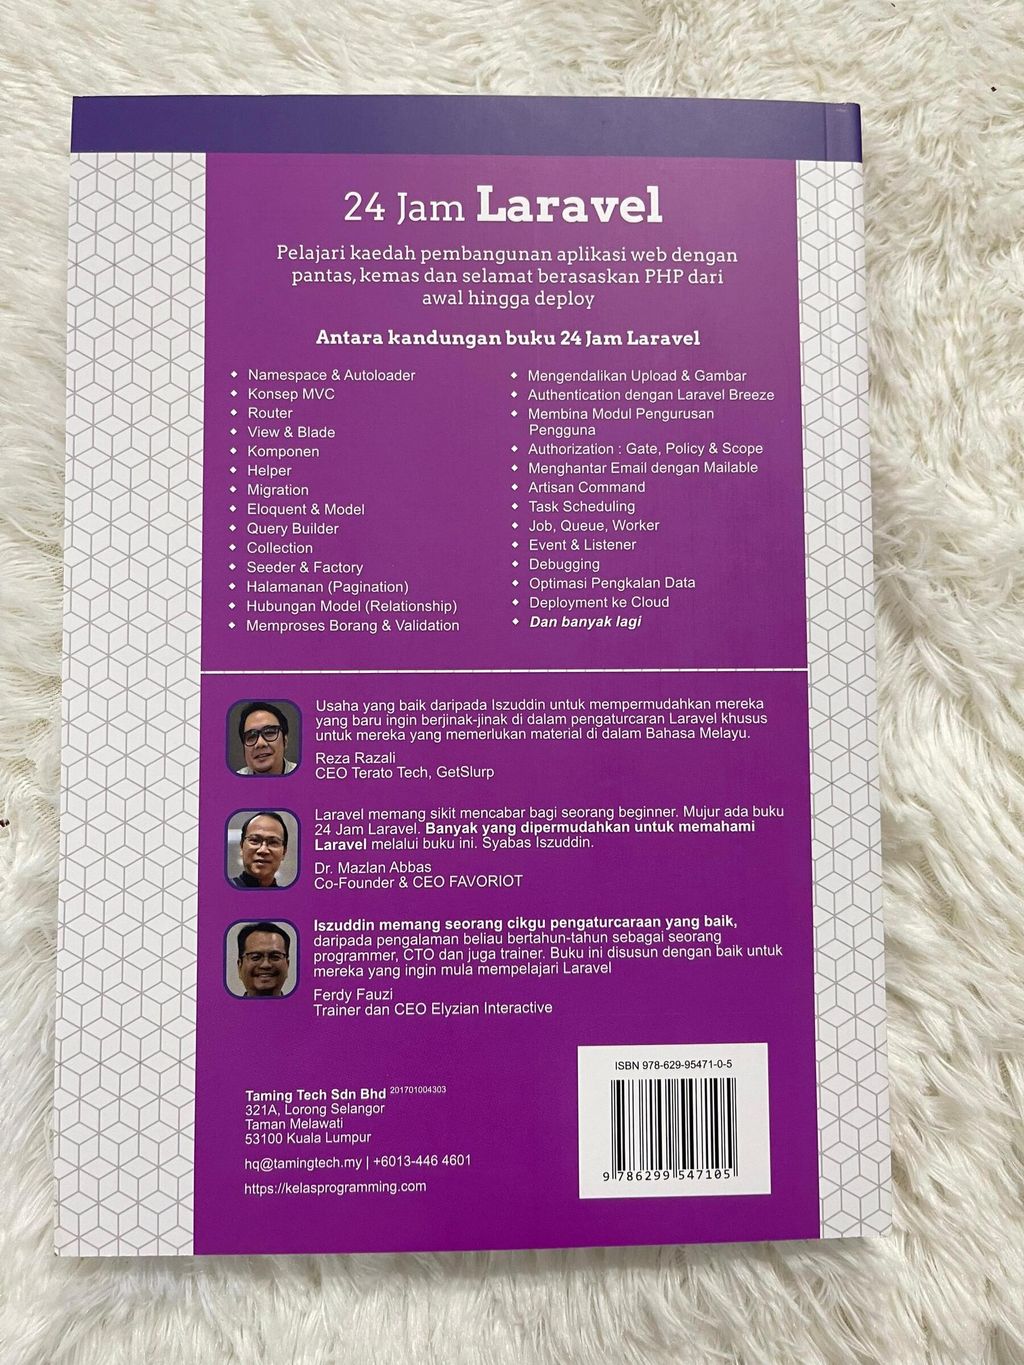 24 Jam Laravel
Pelajari kaedah pembangunan aplikasi web dengan
pantas, kemas dan selamat berasaskan PHP dari
awal hingga deploy
Antara kandungan buku 24 Jam Laravel
Namespace & Autoloader
Konsep MVC
Router
View & Blade
Komponen
Helper
Migration
Eloquent & Model
Query Builder
Collection
Seeder & Factory
Halamanan (Pagination)
Hubungan Model (Relationship)
Memproses Borang & Validation
Mengendalikan Upload & Gambar
Authentication dengan Laravel Breeze
Membina Modul Pengurusan
Pengguna
Authorization : Gate, Policy & Scope
Menghantar Email dengan Mailable
Artisan Command
Task Scheduling
Job, Queue, Worker
Event & Listener
Debugging
Optimasi Pengkalan Data
Deployment ke Cloud
Dan banyak lagi
Usaha yang baik daripada Iszuddin untuk mempermudahkan mereka
yang baru ingin berjinak-jinak di dalam pengaturcaran Laravel khusus
untuk mereka yang memerlukan material di dalam Bahasa Melayu.
Reza Razali
CEO Terato Tech, GetSlurp
Laravel memang sikit mencabar bagi seorang beginner. Mujur ada buku
24 Jam Laravel. Banyak yang dipermudahkan untuk memahami
Laravel melalui buku ini. Syabas Iszuddin.
Dr. Mazlan Abbas
Co-Founder & CEO FAVORIOT
Iszuddin memang seorang cikgu pengaturcaraan yang baik,
daripada pengalaman beliau bertahun-tahun sebagai seorang
programmer, CTO dan juga trainer. Buku ini disusun dengan baik untuk
mereka yang ingin mula mempelajari Laravel
Ferdy Fauzi
Trainer dan CEO Elyzian Interactive
Taming Tech Sdn Bhd 201701004303
321A, Lorong Selangor
Taman Melawati
53100 Kuala Lumpur
hq@tamingtech.my | +6013-446 4601
https://kelasprogramming.com
ISBN 978-629-95471-0-5
9 786299 547105